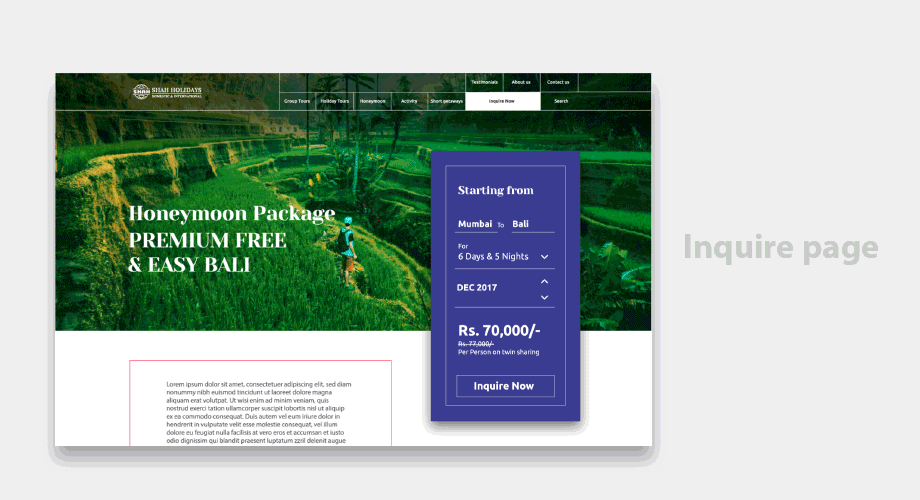 Testimonials About us Contact us
SHAH
SHAH HOLIDAYS
DOMESTIC & INTERNATIONAL
Group Tours Holiday Tours Honeymoon Activity Short getaways Inquire Now Search
Honeymoon Package
PREMIUM FREE
& EASY BALI
Starting from
Mumbai To Bali
For
6 Days & 5 Nights
DEC 2017
Rs. 70,000/-
Rs. 77,000/-
Per Person on twin sharing
Inquire Now
Inquire page
Lorem ipsum dolor sit amet, consectetuer adipiscing elit, sed diam
nonummy nibh euismod tincidunt ut laoreet dolore magna
aliquam erat volutpat. Ut wisi enim ad minim veniam, quis
nostrud exerci tation ullamcorper suscipit lobortis nisl ut aliquip
ex ea commodo consequat. Duis autem vel eum iriure dolor in
hendrerit in vulputate velit esse molestie consequat, vel illum
dolore eu feugiat nulla facilisis at vero eros et accumsan et iusto
odio dignissim qui blandit praesent luptatum zzril delenit augue